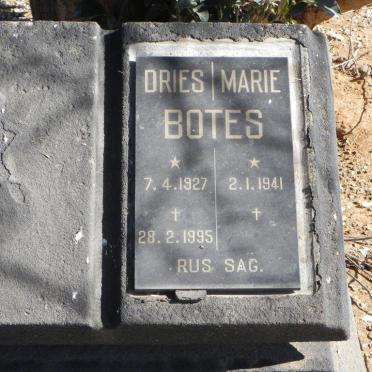 DRIES | MARIE
BOTES
★ ★
7.4.1927 2.1.1941
✝ ✝
28.2.1995
RUS SAG.